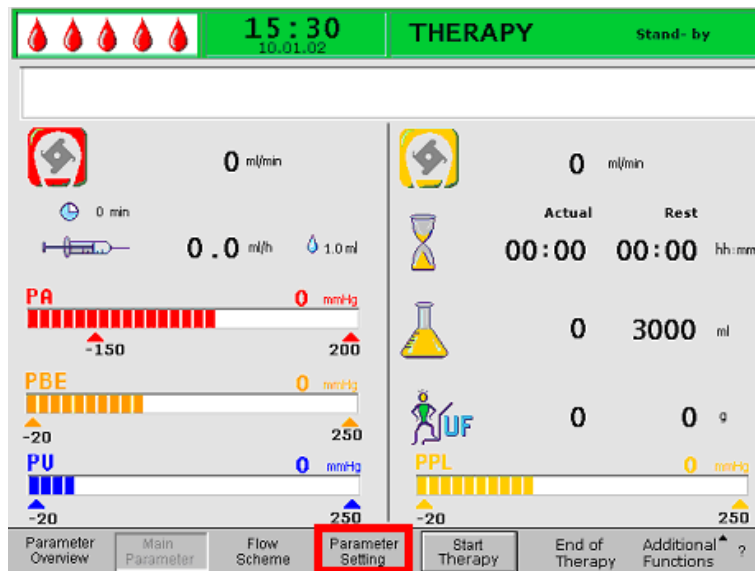 15:30
10.01.02
THERAPY Stand- by
0 ml/min
0 ml/min
0 min
Actual Rest
0.0 ml/h 1.0 ml
00:00 00:00 hh:mm
PA 0 mmHg
-150 200
0 3000 ml
PBE 0 mmHg
-20 250
UF 0 0 g
PV 0 mmHg
-20 250
PPL 0 mmHg
-20 250
Parameter Overview
Main Parameter
Flow Scheme
Parameter Setting
Start Therapy
End of Therapy
Additional Functions
?